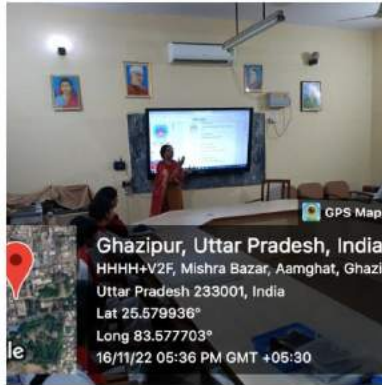 GPS Map
Ghazipur, Uttar Pradesh, India
HHHH+V2F, Mishra Bazar, Aamghat, Ghazi
Uttar Pradesh 233001, India
Lat 25.579936°
Long 83.577703°
16/11/22 05:36 PM GMT +05:30
le